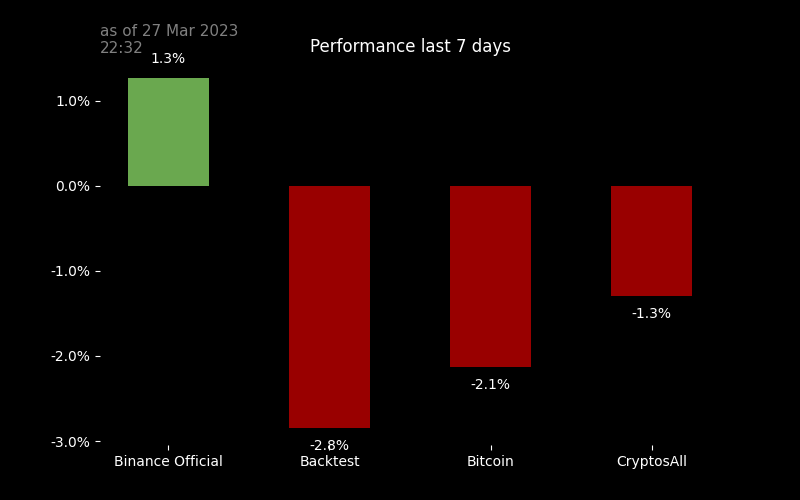 as of 27 Mar 2023
22:32
Performance last 7 days
1.3%
1.0%
0.0%
-1.0%
-1.3%
-2.0%
-2.1%
-3.0%
-2.8%
Binance Official
Backtest
Bitcoin
CryptosAll